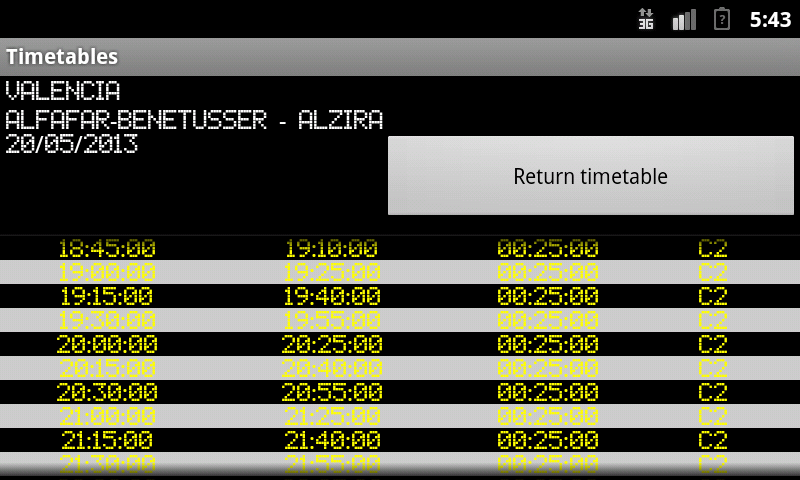 3G 5:43
Timetables
VALENCIA
ALFAFAR-BENETUSSER - ALZIRA
20/05/2013
Return timetable
18:45:00 19:10:00 00:25:00 C2
19:00:00 19:25:00 00:25:00 C2
19:15:00 19:40:00 00:25:00 C2
19:30:00 19:55:00 00:25:00 C2
20:00:00 20:25:00 00:25:00 C2
20:15:00 20:40:00 00:25:00 C2
20:30:00 20:55:00 00:25:00 C2
21:00:00 21:25:00 00:25:00 C2
21:15:00 21:40:00 00:25:00 C2
21:30:00 21:55:00 00:25:00 C2